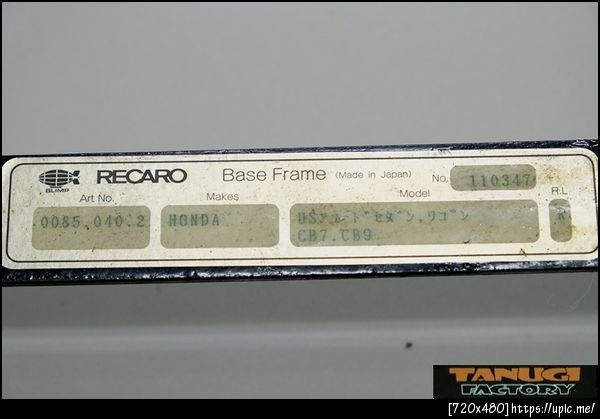 BLIMP
RECARO Base Frame (Made in Japan) No. 110347
Art No. Makes Model R.L
0085.040.2 HONDA USアコードセダン,ワゴン R
CB7.CB9
TANUGI
FACTORY
[720x480]https://upic.me/